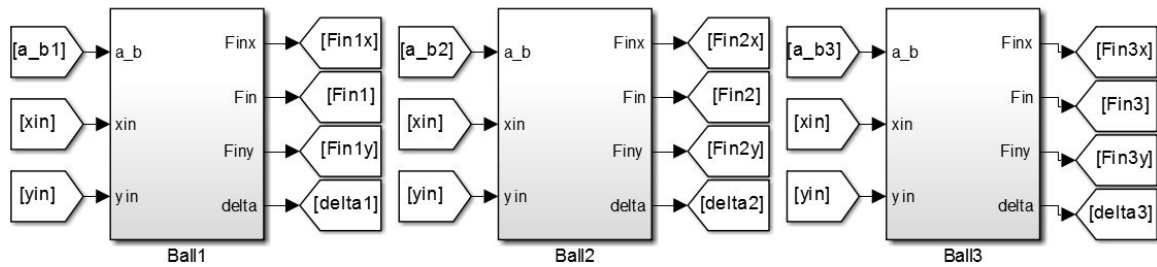 [a_b1]
a_b
Finx
[Fin1x]
Fin
[Fin1]
[xin]
xin
Finy
[Fin1y]
[yin]
yin
delta
[delta1]
Ball1
[a_b2]
a_b
Finx
[Fin2x]
Fin
[Fin2]
[xin]
xin
Finy
[Fin2y]
[yin]
yin
delta
[delta2]
Ball2
[a_b3]
a_b
Finx
[Fin3x]
Fin
[Fin3]
[xin]
xin
Finy
[Fin3y]
[yin]
yin
delta
[delta3]
Ball3